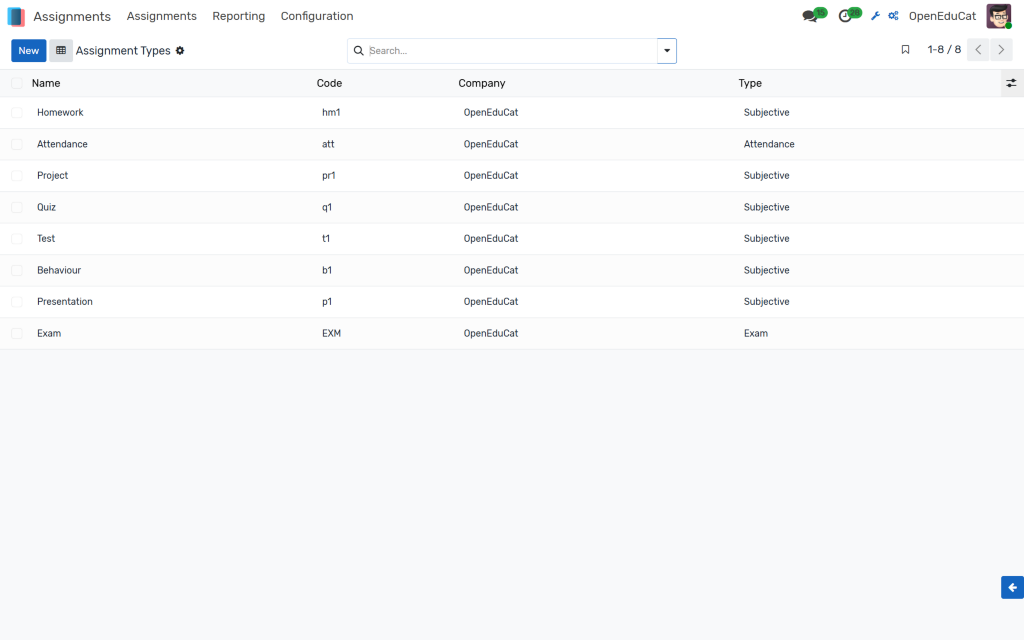 Assignments Assignments Reporting Configuration 15 28 OpenEduCat
New Assignment Types Search... 1-8 / 8
Name Code Company Type
Homework hm1 OpenEduCat Subjective
Attendance att OpenEduCat Attendance
Project pr1 OpenEduCat Subjective
Quiz q1 OpenEduCat Subjective
Test t1 OpenEduCat Subjective
Behaviour b1 OpenEduCat Subjective
Presentation p1 OpenEduCat Subjective
Exam EXM OpenEduCat Exam